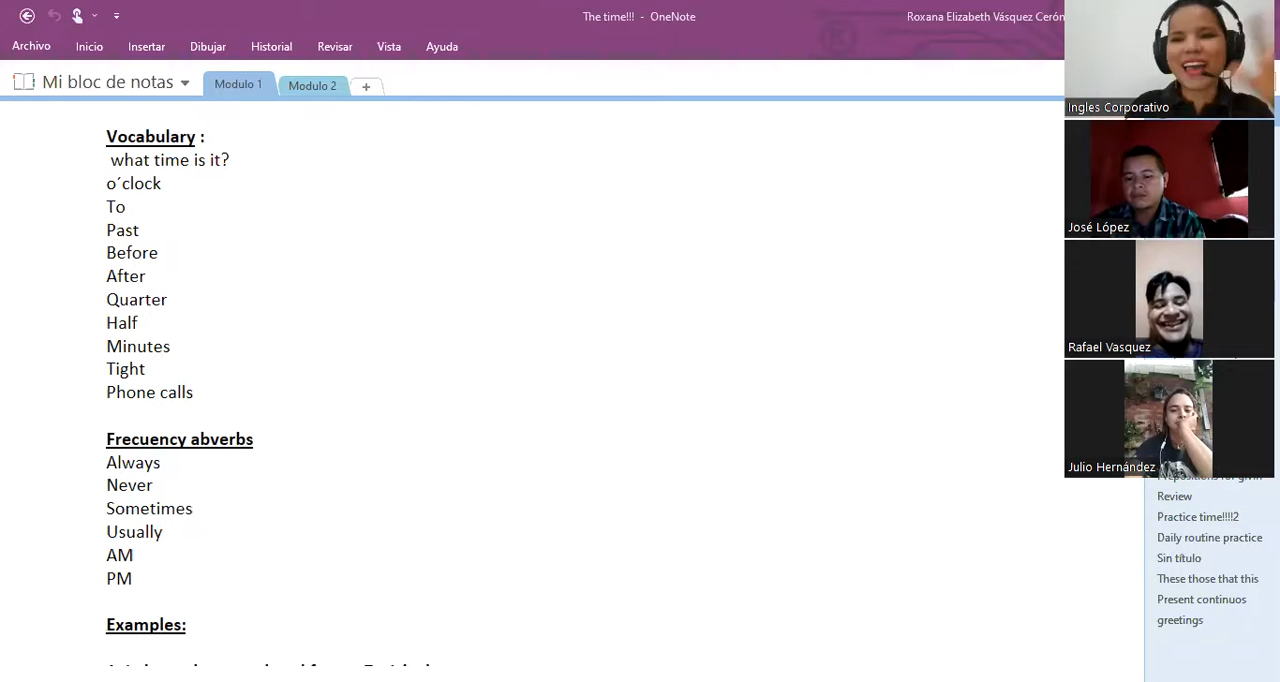 The time!!! - OneNote
Roxana Elizabeth Vásquez Cerón
Archivo Inicio Insertar Dibujar Historial Revisar Vista Ayuda
Mi bloc de notas Modulo 1 Modulo 2 +
Vocabulary :
what time is it?
o´clock
To
Past
Before
After
Quarter
Half
Minutes
Tight
Phone calls
Frecuency abverbs
Always
Never
Sometimes
Usually
AM
PM
Examples:
Ingles Corporativo
José López
Rafael Vasquez
Julio Hernández
Review
Practice time!!!!2
Daily routine practice
Sin título
These those that this
Present continuos
greetings